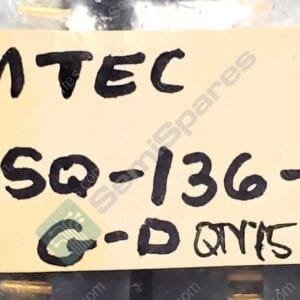 MTEC
SQ-136-
G-D QTY 15
SemiSpares